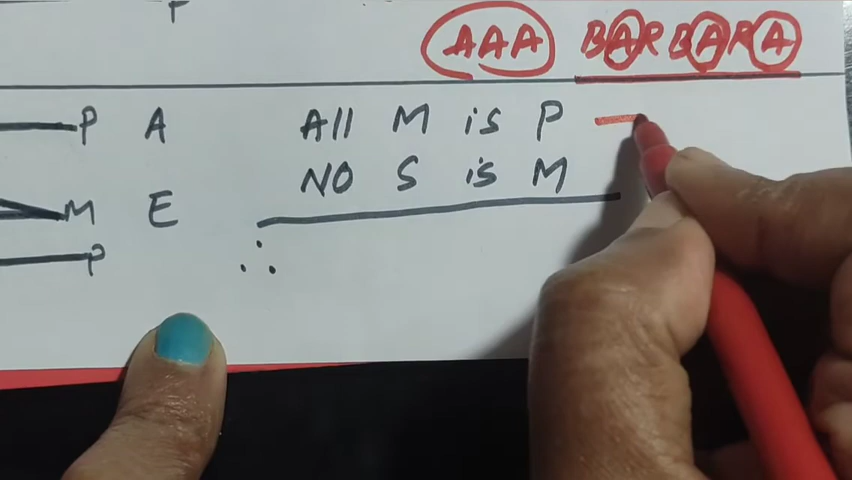 AAA BARBARA
P A All M is P —
M E NO S is M
P ∴